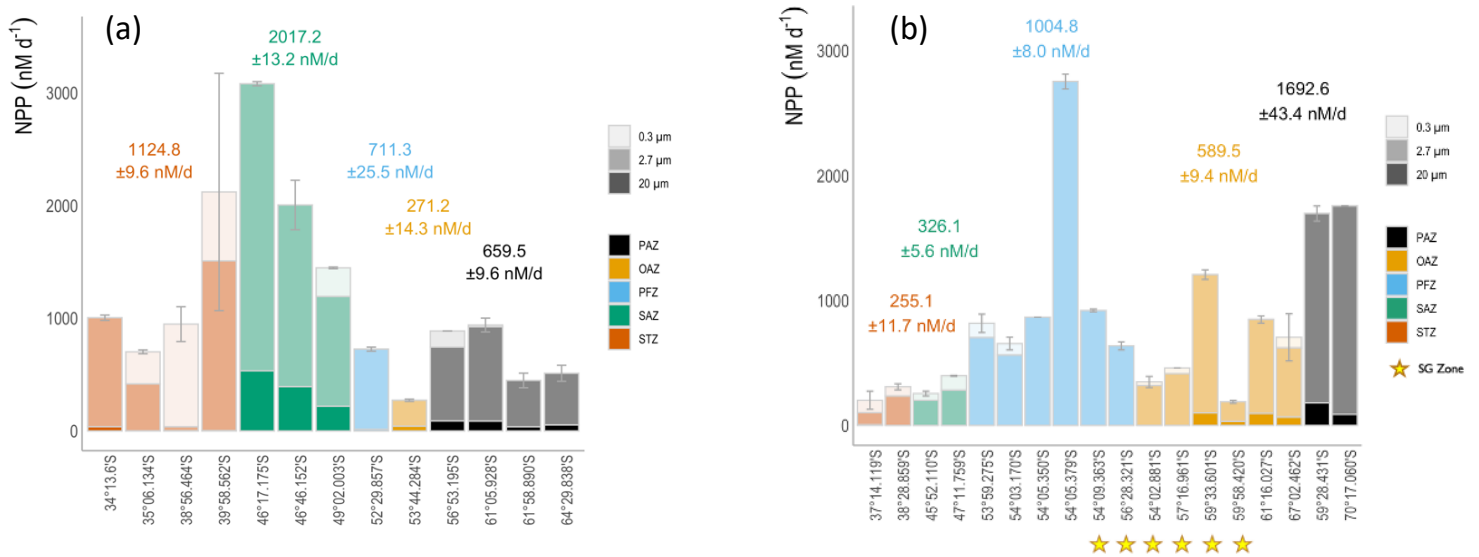 (a)
NPP (nM d-1)
3000
2000
1000
0
1124.8
±9.6 nM/d
2017.2
±13.2 nM/d
711.3
±25.5 nM/d
271.2
±14.3 nM/d
659.5
±9.6 nM/d
0.3 µm
2.7 µm
20 µm
PAZ
OAZ
PFZ
SAZ
STZ
34°13.6'S
35°06.134'S
38°56.464'S
39°58.562'S
46°17.175'S
46°46.152'S
49°02.003'S
52°29.857'S
53°44.284'S
56°53.195'S
61°05.928'S
61°58.890'S
64°29.838'S
(b)
NPP (nM d-1)
3000
2000
1000
0
255.1
±11.7 nM/d
326.1
±5.6 nM/d
1004.8
±8.0 nM/d
589.5
±9.4 nM/d
1692.6
±43.4 nM/d
0.3 µm
2.7 µm
20 µm
PAZ
OAZ
PFZ
SAZ
STZ
SG Zone
37°14.119'S
38°28.859'S
45°52.110'S
47°11.759'S
53°59.275'S
54°03.170'S
54°05.350'S
54°05.379'S
54°09.363'S
56°28.321'S
54°02.881'S
57°16.961'S
59°33.601'S
59°58.420'S
61°16.027'S
67°02.462'S
59°28.431'S
70°17.060'S